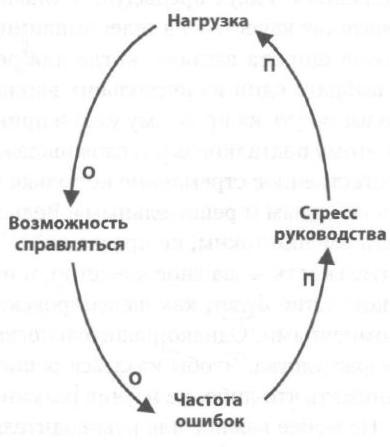 Нагрузка
П
О
Возможность
справляться
Стресс
руководства
П
О
Частота
ошибок